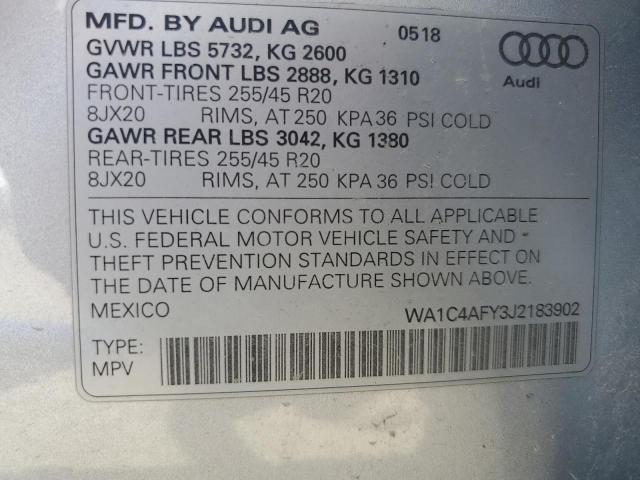 MFD. BY AUDI AG 0518
GVWR LBS 5732, KG 2600
GAWR FRONT LBS 2888, KG 1310
Audi
FRONT-TIRES 255/45 R20
8JX20 RIMS, AT 250 KPA 36 PSI COLD
GAWR REAR LBS 3042, KG 1380
REAR-TIRES 255/45 R20
8JX20 RIMS, AT 250 KPA 36 PSI COLD
THIS VEHICLE CONFORMS TO ALL APPLICABLE
U.S. FEDERAL MOTOR VEHICLE SAFETY AND
THEFT PREVENTION STANDARDS IN EFFECT ON
THE DATE OF MANUFACTURE SHOWN ABOVE.
MEXICO WA1C4AFY3J2183902
TYPE:
MPV